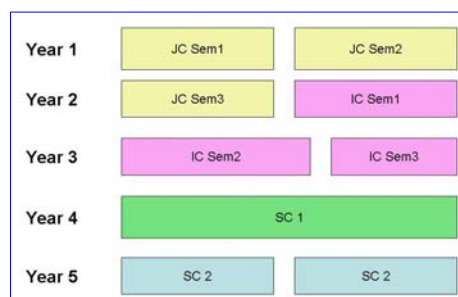 Year 1 JC Sem1 JC Sem2
Year 2 JC Sem3 IC Sem1
Year 3 IC Sem2 IC Sem3
Year 4 SC 1
Year 5 SC 2 SC 2